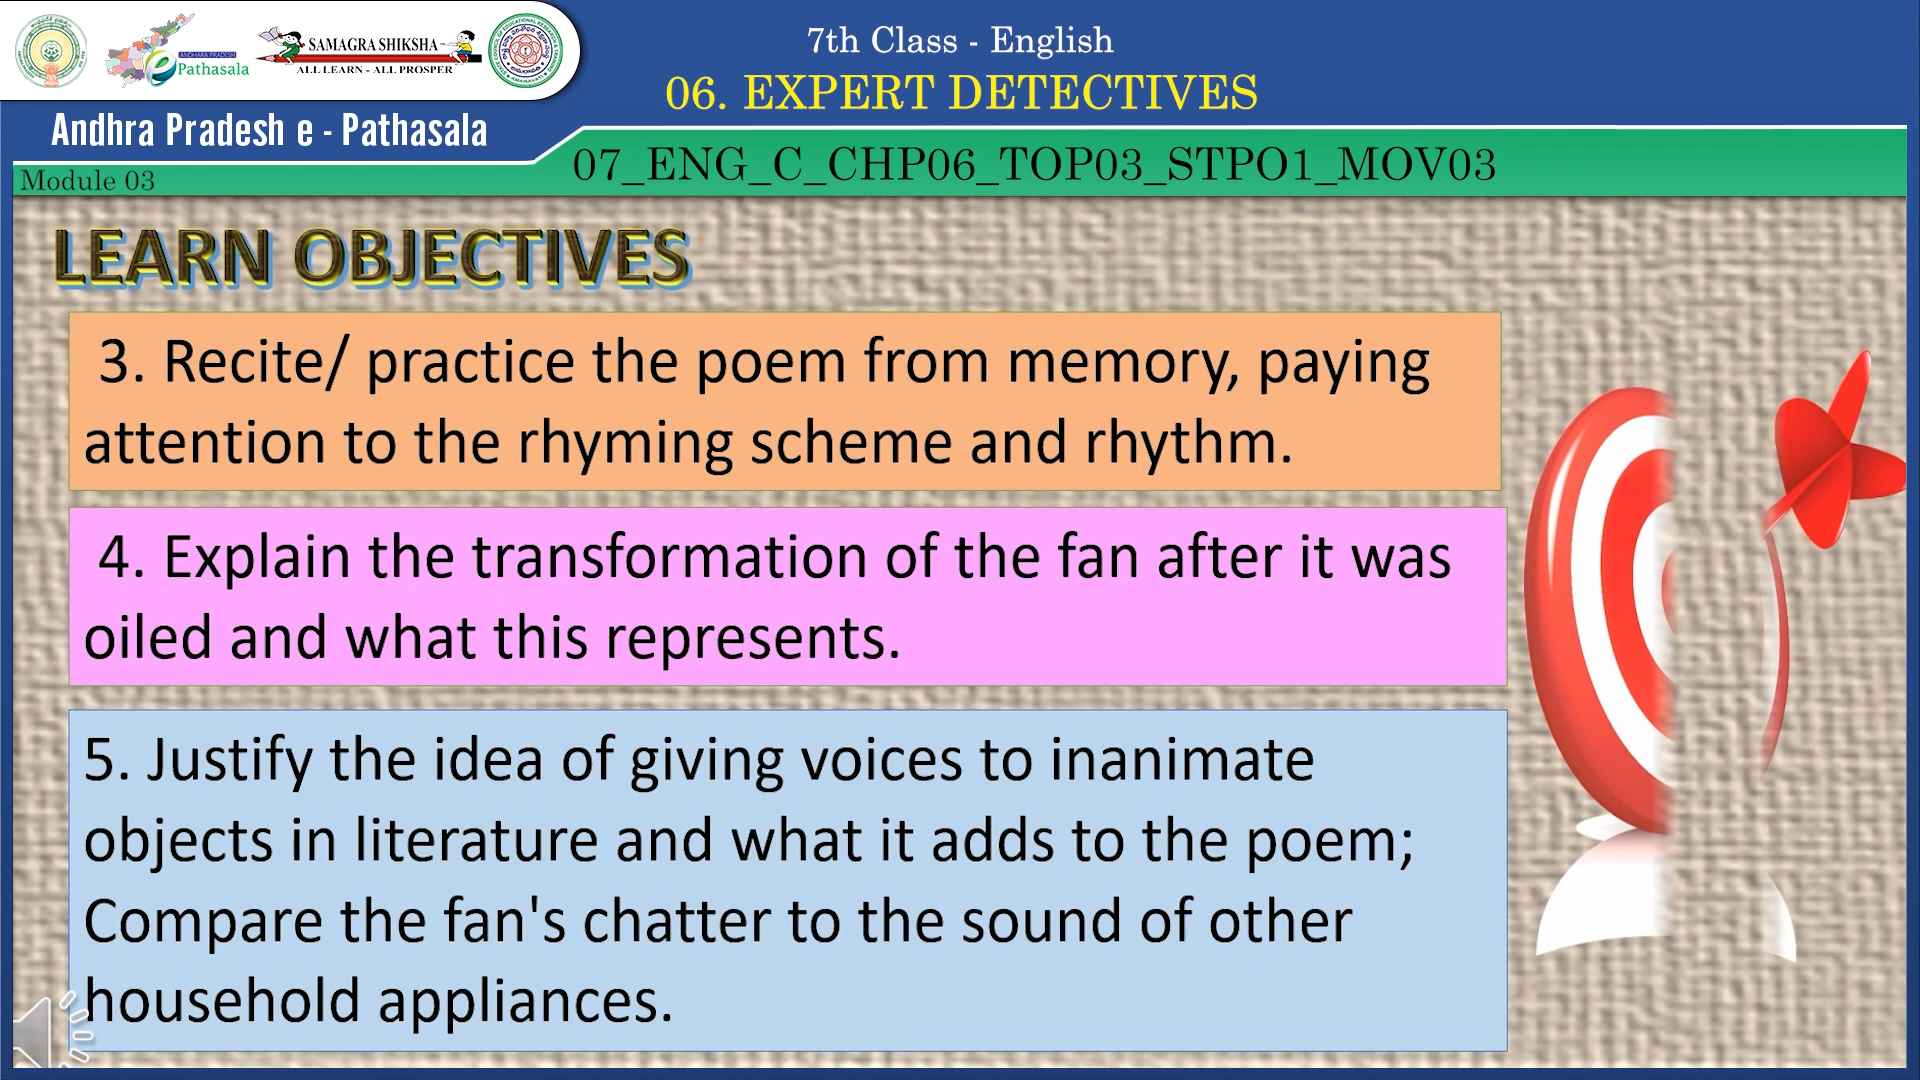 ANDHRA PRADESH
Pathasala
SAMAGRA SHIKSHA
ALL LEARN - ALL PROSPER
Andhra Pradesh e - Pathasala
Module 03
7th Class - English
06. EXPERT DETECTIVES
07_ENG_C_CHP06_TOP03_STPO1_MOV03
LEARN OBJECTIVES
3. Recite/ practice the poem from memory, paying
attention to the rhyming scheme and rhythm.
4. Explain the transformation of the fan after it was
oiled and what this represents.
5. Justify the idea of giving voices to inanimate
objects in literature and what it adds to the poem;
Compare the fan's chatter to the sound of other
household appliances.